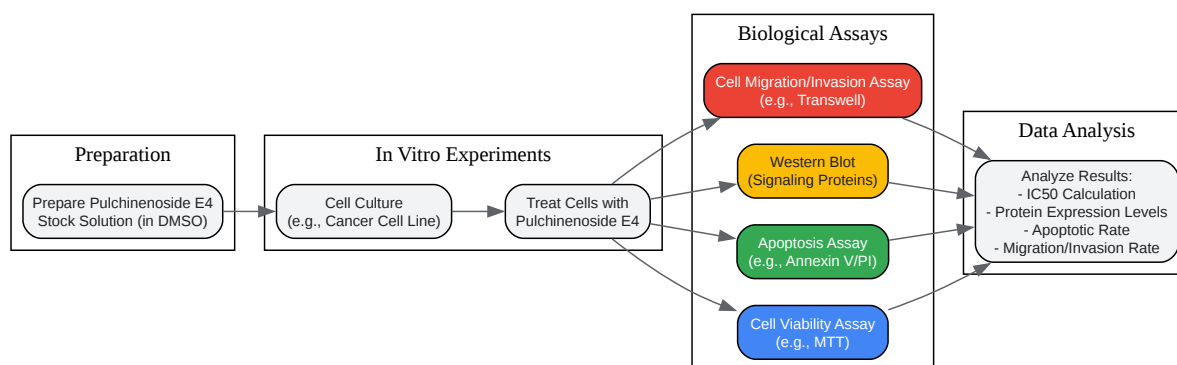 Preparation
Prepare Pulchinenoside E4
Stock Solution (in DMSO)
In Vitro Experiments
Cell Culture
(e.g., Cancer Cell Line)
Treat Cells with
Pulchinenoside E4
Biological Assays
Cell Migration/Invasion Assay
(e.g., Transwell)
Western Blot
(Signaling Proteins)
Apoptosis Assay
(e.g., Annexin V/PI)
Cell Viability Assay
(e.g., MTT)
Data Analysis
Analyze Results:
- IC50 Calculation
- Protein Expression Levels
- Apoptotic Rate
- Migration/Invasion Rate